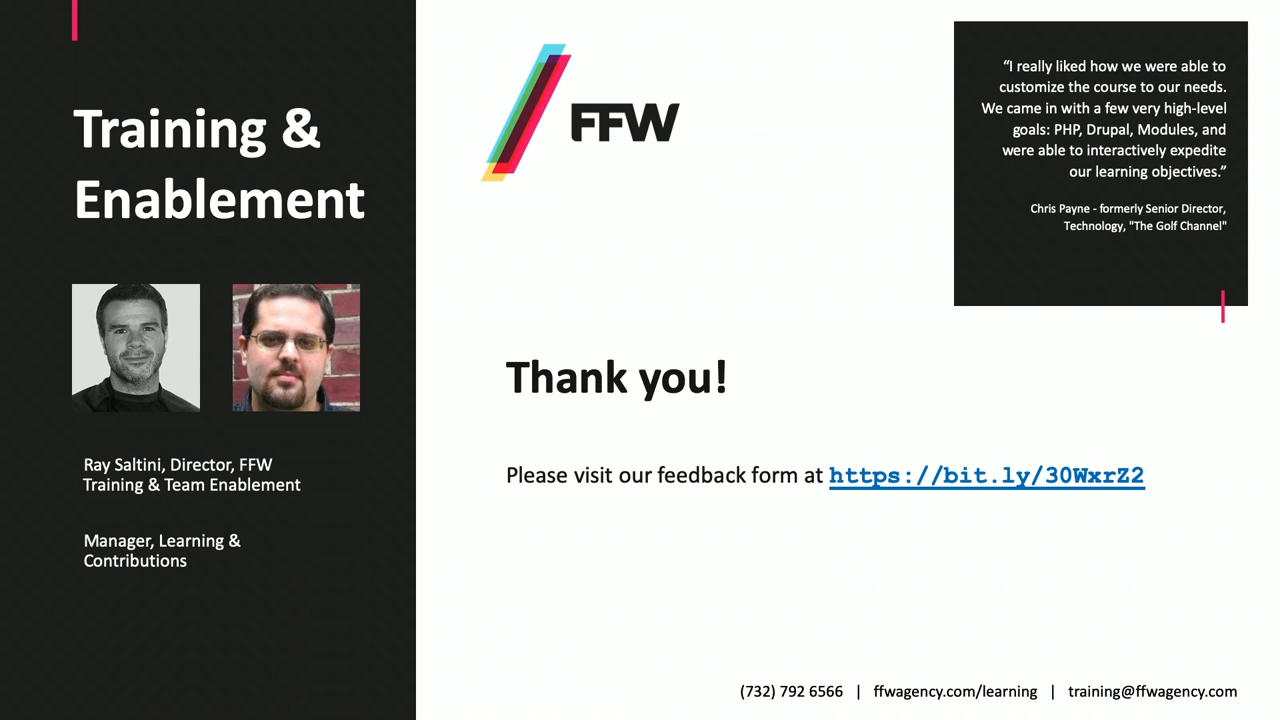 Training &
Enablement
Ray Saltini, Director, FFW
Training & Team Enablement
Manager, Learning &
Contributions
FFW
“I really liked how we were able to
customize the course to our needs.
We came in with a few very high-level
goals: PHP, Drupal, Modules, and
were able to interactively expedite
our learning objectives.”
Chris Payne - formerly Senior Director,
Technology, "The Golf Channel"
Thank you!
Please visit our feedback form at https://bit.ly/30WxrZ2
(732) 792 6566 | ffwagency.com/learning | training@ffwagency.com